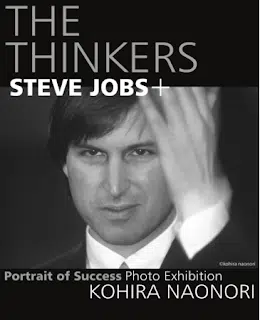 THE
THINKERS
STEVE JOBS+
©kohira naonori
Portrait of Success Photo Exhibition
KOHIRA NAONORI